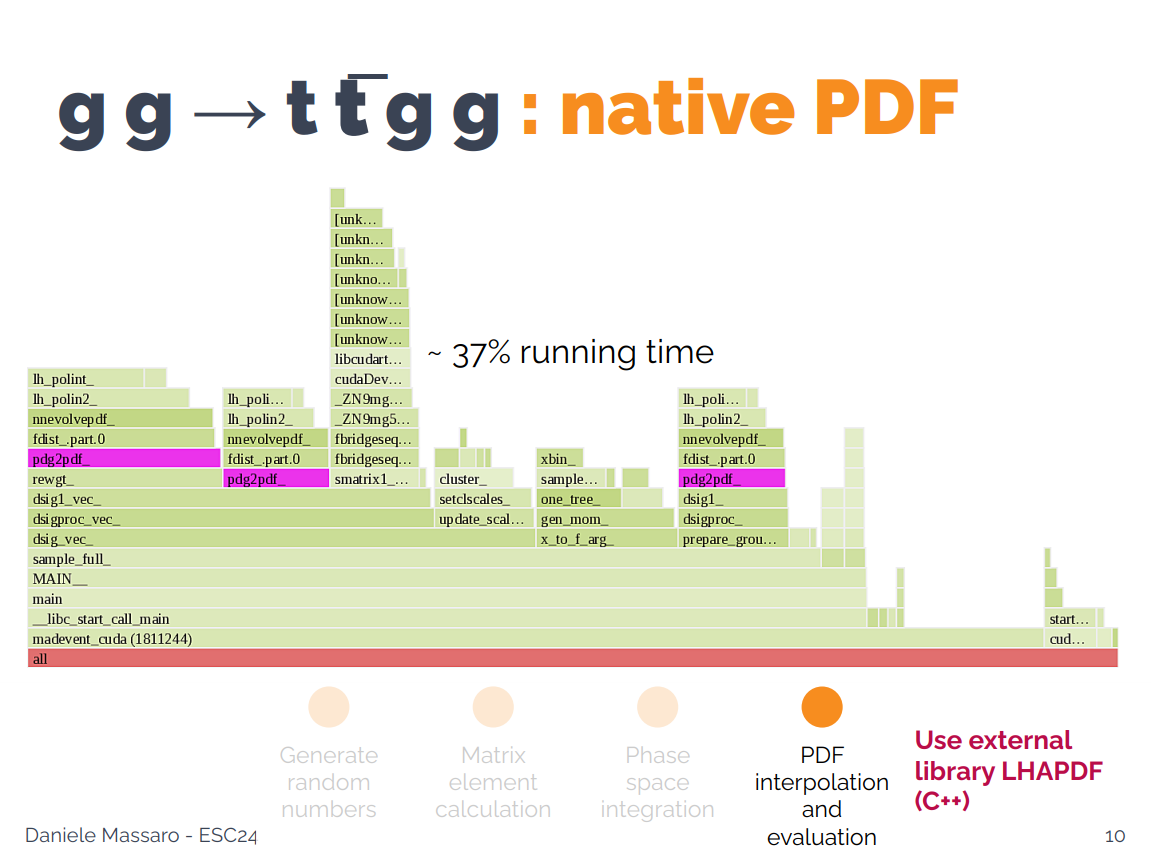 g g → t t̅ g g : native PDF
[unk...
[unkn...
[unkn...
[unkno...
[unknow...
[unknow...
[unknow...
~ 37% running time
libcudart...
lh_polint_
cudaDev...
lh_polin2_
lh_poli...
_ZN9mg...
lh_poli...
nnevolvepdf_
lh_polin2_
_ZN9mg5...
lh_polin2_
fdist_.part.0
nnevolvepdf_
fbridgeseq...
nnevolvepdf_
pdg2pdf_
fdist_.part.0
fbridgeseq...
xbin_
fdist_.part.0
rewgt_
pdg2pdf_
smatrix1_...
cluster_
sample...
pdg2pdf_
dsig1_vec_
setclscales_
one_tree_
dsig1_
dsigproc_vec_
update_scal...
gen_mom_
dsigproc_
dsig_vec_
x_to_f_arg_
prepare_grou...
sample_full_
MAIN__
main
__libc_start_call_main
start...
madevent_cuda (1811244)
cud...
all
Generate
random
numbers
Matrix
element
calculation
Phase
space
integration
PDF
interpolation
and
evaluation
Use external
library LHAPDF
(C++)
Daniele Massaro - ESC24
10